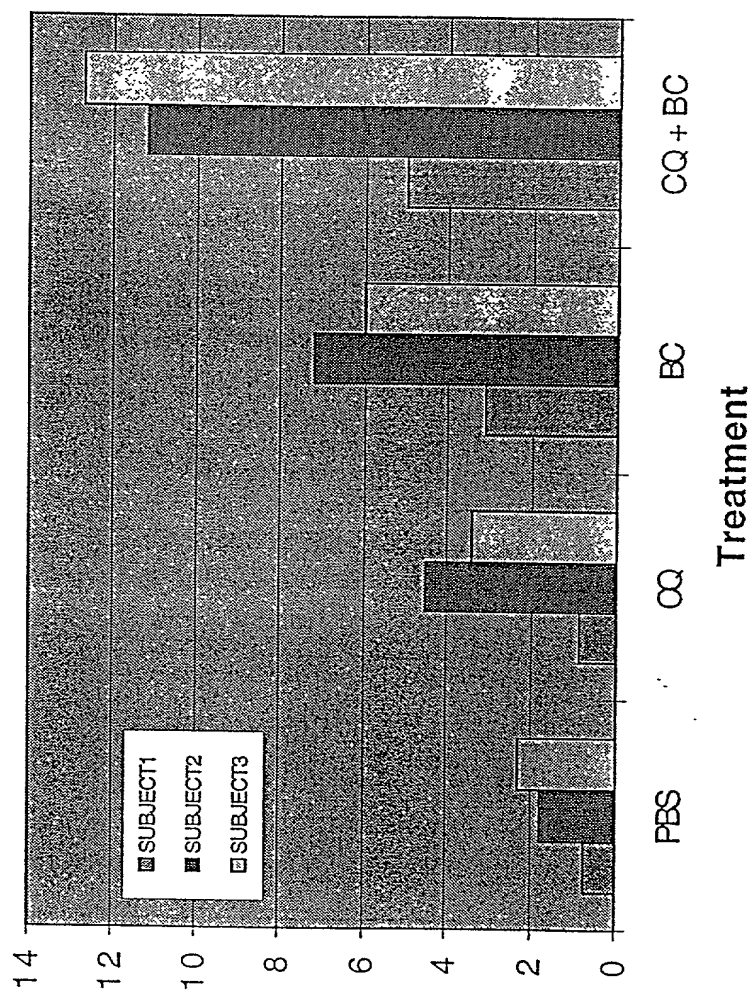 14
12
10
8
6
4
2
0
SUBJECT1
SUBJECT2
SUBJECT3
PBS
CQ
BC
CQ + BC
Treatment